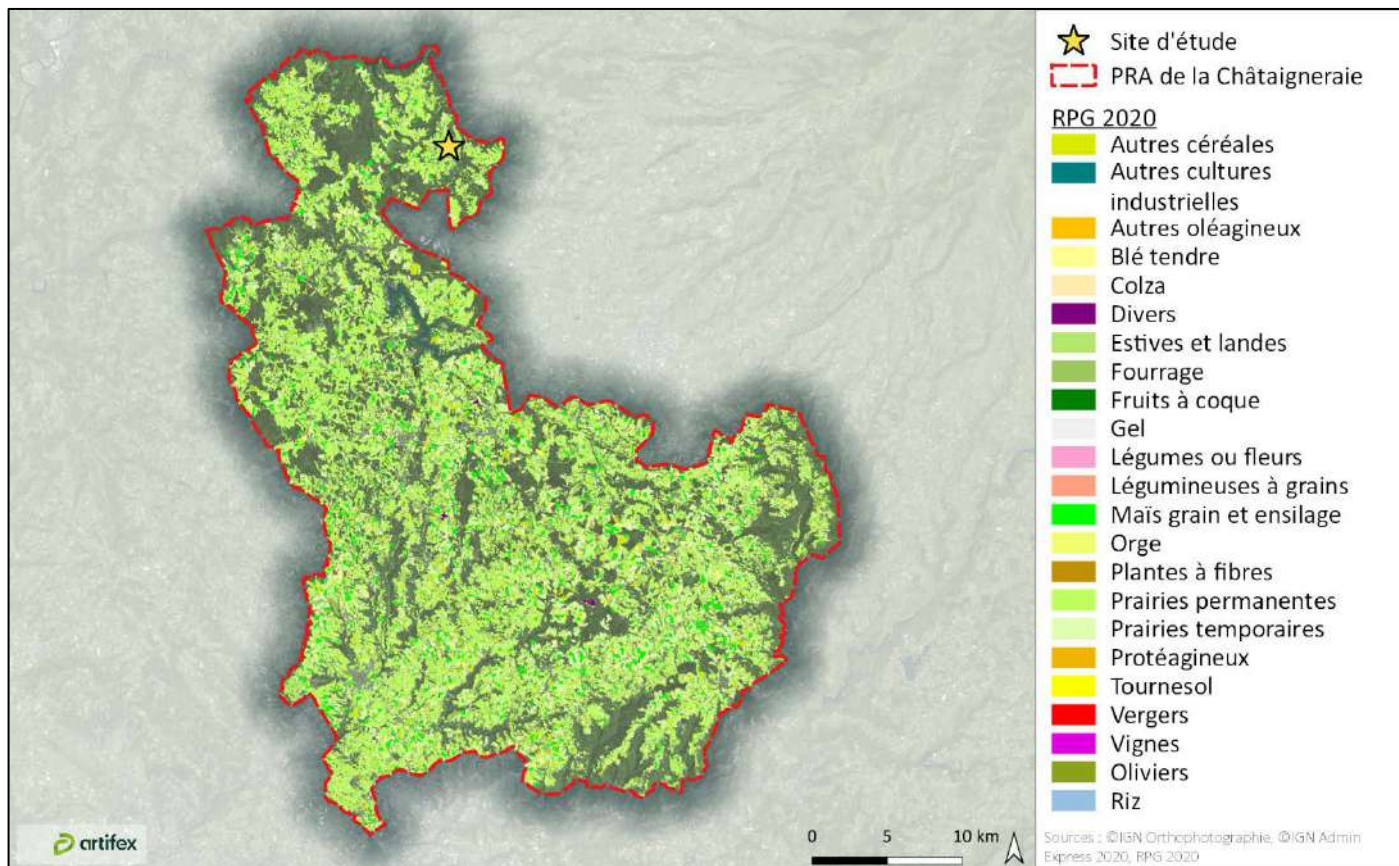 Site d'étude
PRA de la Châtaigneraie
RPG 2020
Autres céréales
Autres cultures
industrielles
Autres oléagineux
Blé tendre
Colza
Divers
Estives et landes
Fourrage
Fruits à coque
Gel
Légumes ou fleurs
Légumineuses à grains
Maïs grain et ensilage
Orge
Plantes à fibres
Prairies permanentes
Prairies temporaires
Protéagineux
Tournesol
Vergers
Vignes
Oliviers
Riz
artifex
0 5 10 km
Sources : ©IGN Orthophotographie, ©IGN Admin
Express 2020, RPG 2020